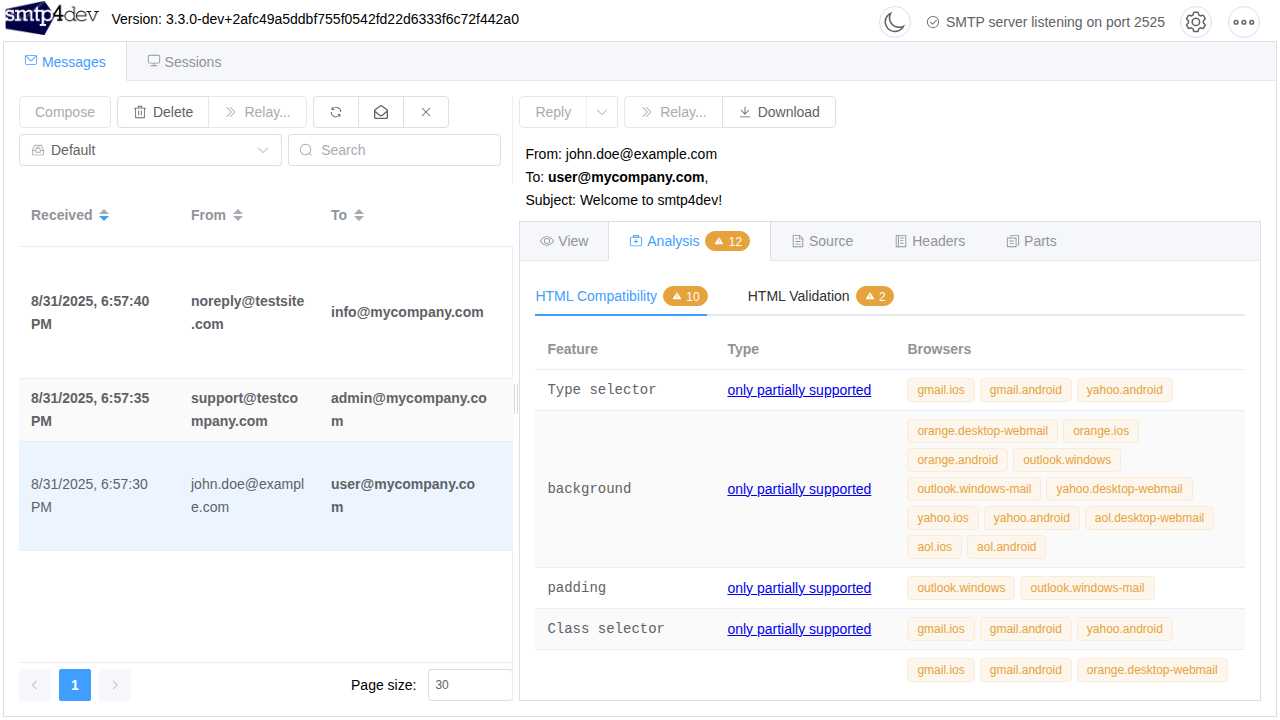 smtp4dev Version: 3.3.0-dev+2afc49a5ddbf755f0542fd22d6333f6c72f442a0 SMTP server listening on port 2525
Messages Sessions
Compose Delete Relay...
Default Search
Received From To
8/31/2025, 6:57:40 PM noreply@testsite.com info@mycompany.com
8/31/2025, 6:57:35 PM support@testcompany.com admin@mycompany.com
8/31/2025, 6:57:30 PM john.doe@example.com user@mycompany.com
1 Page size: 30
Reply Relay... Download
From: john.doe@example.com
To: user@mycompany.com,
Subject: Welcome to smtp4dev!
View Analysis 12 Source Headers Parts
HTML Compatibility 10 HTML Validation 2
Feature Type Browsers
Type selector only partially supported gmail.ios gmail.android yahoo.android
background only partially supported orange.desktop-webmail orange.ios
orange.android outlook.windows
outlook.windows-mail yahoo.desktop-webmail
yahoo.ios yahoo.android aol.desktop-webmail
aol.ios aol.android
padding only partially supported outlook.windows outlook.windows-mail
Class selector only partially supported gmail.ios gmail.android yahoo.android
gmail.ios gmail.android orange.desktop-webmail